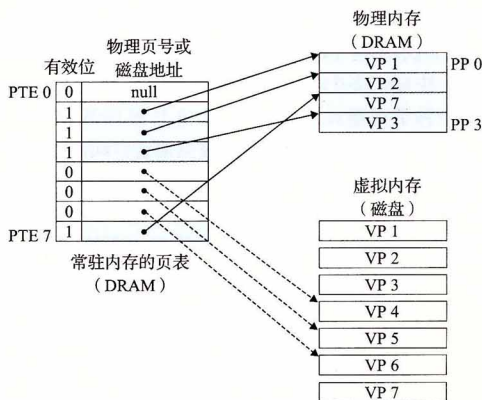 物理页号或
有效位 磁盘地址
PTE 0 0 null
1
1
1
0
0
0
PTE 7 1
常驻内存的页表
（DRAM）
物理内存
（DRAM）
VP 1 PP 0
VP 2
VP 7
VP 3 PP 3
虚拟内存
（磁盘）
VP 1
VP 2
VP 3
VP 4
VP 5
VP 6
VP 7